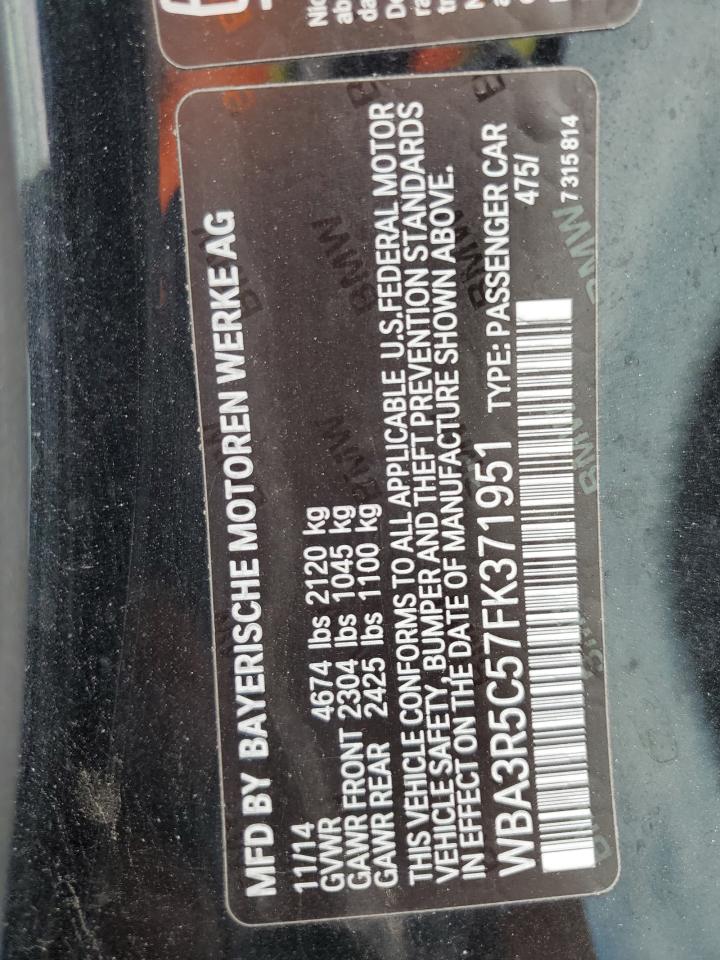 MFD BY BAYERISCHE MOTOREN WERKE AG
11/14
GVWR 4674 lbs 2120 kg
GAWR FRONT 2304 lbs 1045 kg
GAWR REAR 2425 lbs 1100 kg
THIS VEHICLE CONFORMS TO ALL APPLICABLE U.S.FEDERAL MOTOR
VEHICLE SAFETY, BUMPER AND THEFT PREVENTION STANDARDS
IN EFFECT ON THE DATE OF MANUFACTURE SHOWN ABOVE.
WBA3R5C57FK371951 TYPE: PASSENGER CAR
475/
7 315 814